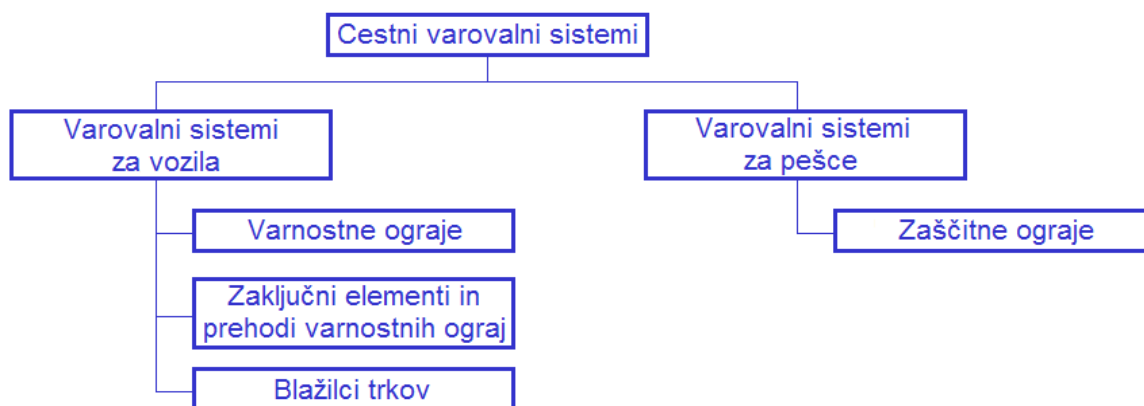 Cestni varovalni sistemi
Varovalni sistemi
za vozila
Varovalni sistemi
za pešce
Varnostne ograje
Zaščitne ograje
Zaključni elementi in
prehodi varnostnih ograj
Blažilci trkov